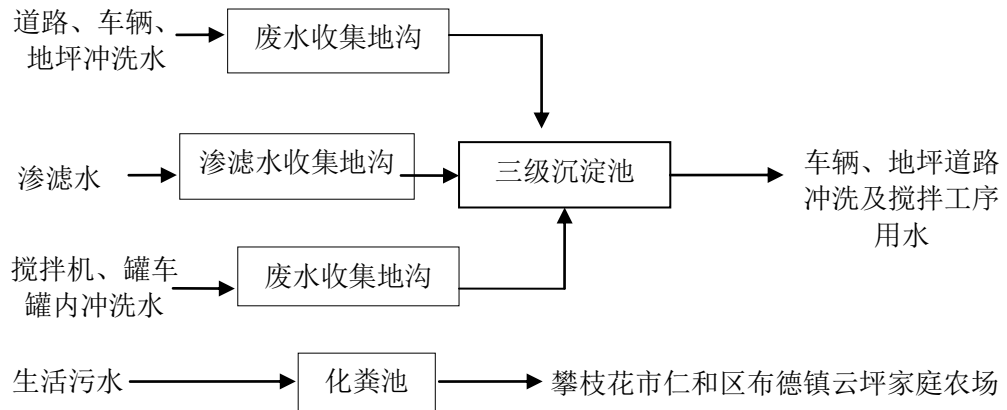 道路、车辆、
地坪冲洗水
废水收集地沟
渗滤水
渗滤水收集地沟
三级沉淀池
车辆、地坪道路
冲洗及搅拌工序
用水
搅拌机、罐车
罐内冲洗水
废水收集地沟
生活污水
化粪池
攀枝花市仁和区布德镇云坪家庭农场